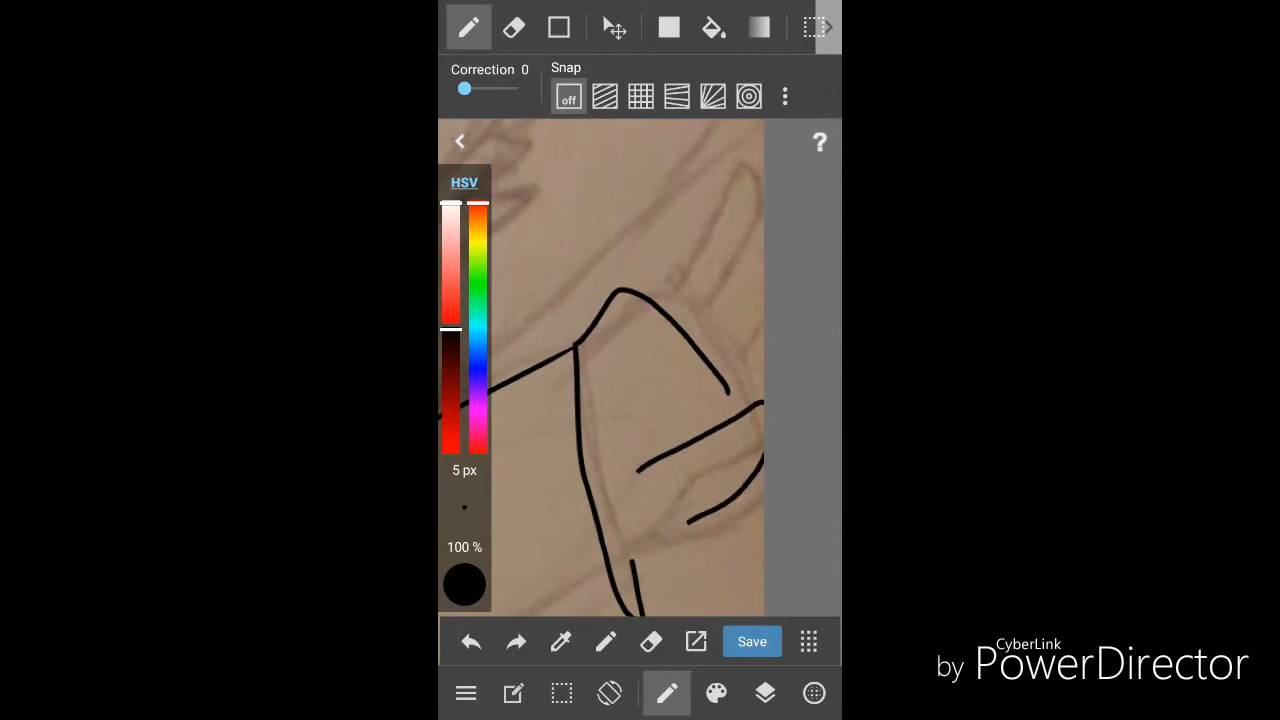 Correction 0
Snap
off
?
HSV
5 px
100 %
Save
CyberLink
by PowerDirector